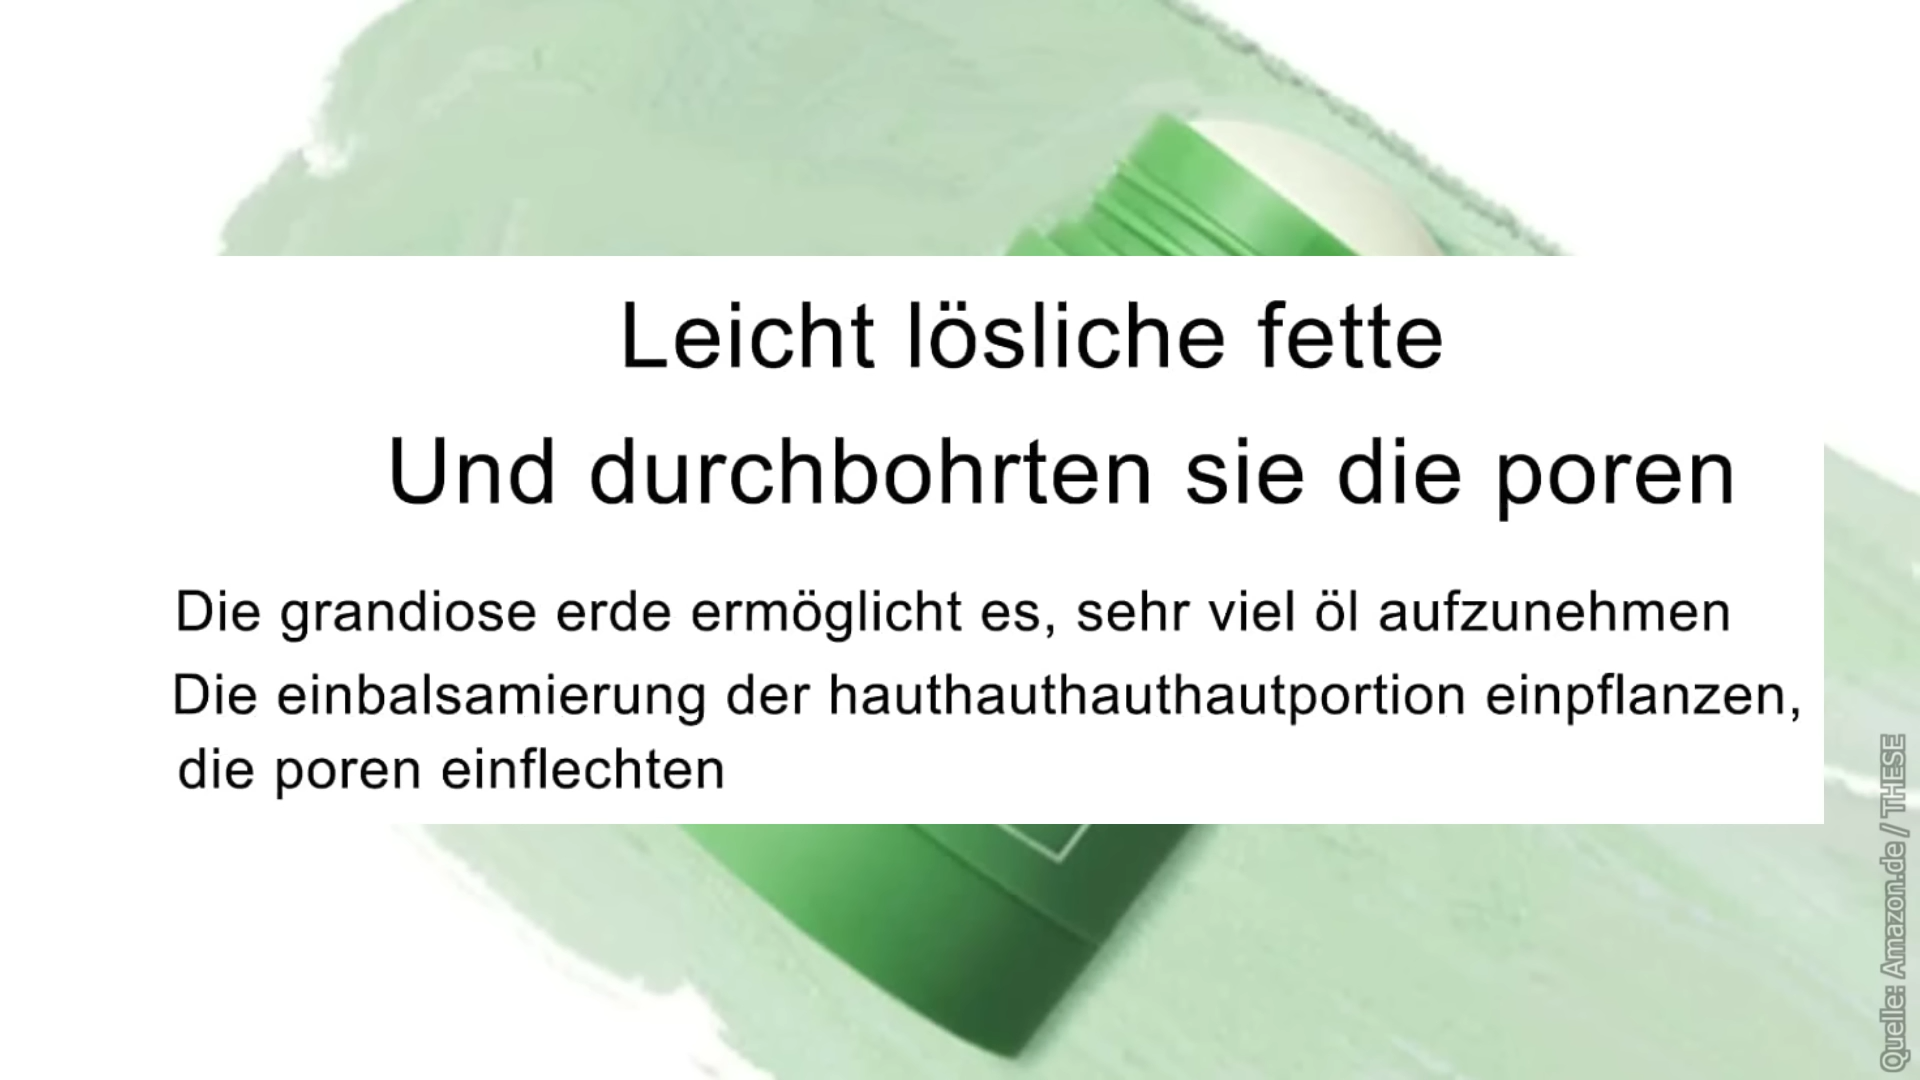 Leicht lösliche fette
Und durchbohrten sie die poren
Die grandiose erde ermöglicht es, sehr viel öl aufzunehmen
Die einbalsamierung der hauthauthauthautportion einpflanzen,
die poren einflechten
Quelle: Amazon.de / THESE